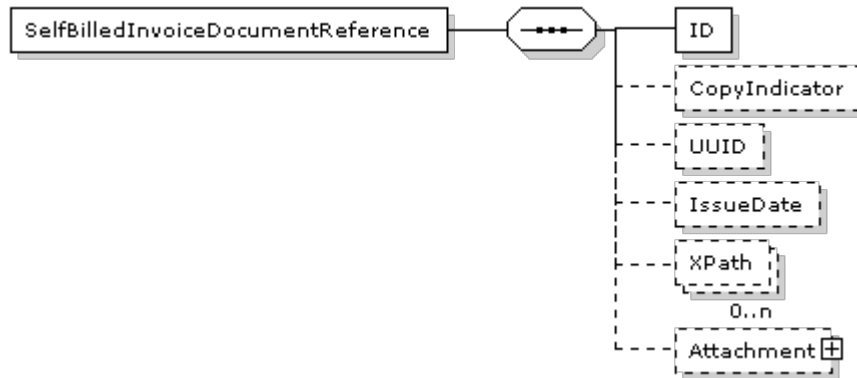 SelfBilledInvoiceDocumentReference
ID
CopyIndicator
UUID
IssueDate
XPath
0..n
Attachment